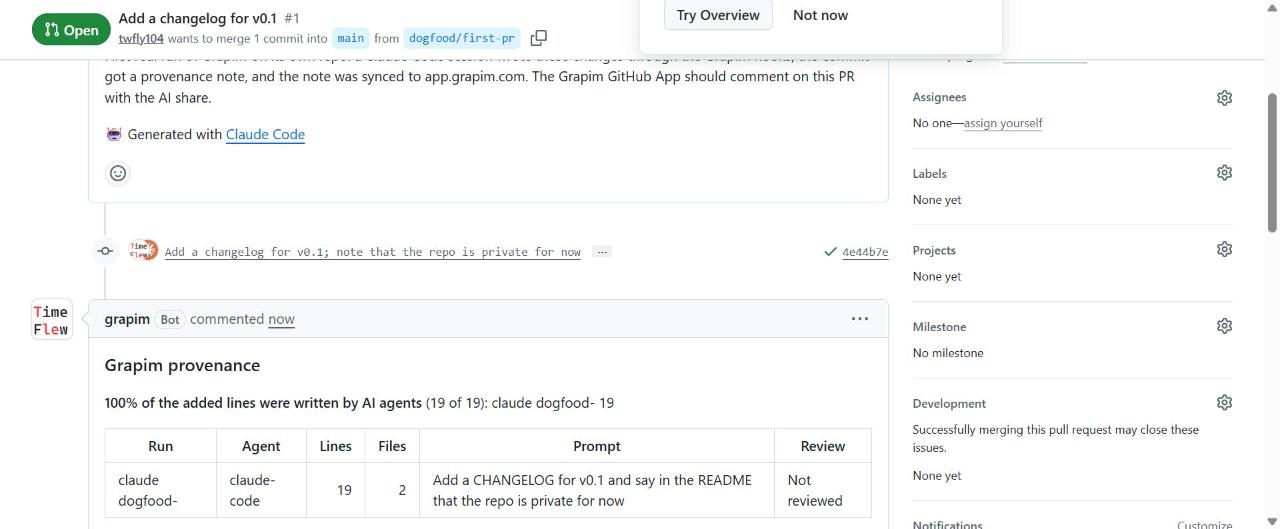 Open
Add a changelog for v0.1 #1
twfly104 wants to merge 1 commit into main from dogfood/first-pr
Try Overview Not now
got a provenance note, and the note was synced to app.grapim.com. The Grapim GitHub App should comment on this PR
with the AI share.
Generated with Claude Code
Time
Flew
Add a changelog for v0.1; note that the repo is private for now ...
4e44b7e
Time
Flew
grapim Bot commented now
Grapim provenance
100% of the added lines were written by AI agents (19 of 19): claude dogfood- 19
Run Agent Lines Files Prompt Review
claude dogfood- claude-code 19 2 Add a CHANGELOG for v0.1 and say in the README that the repo is private for now Not reviewed
Assignees
No one—assign yourself
Labels
None yet
Projects
None yet
Milestone
No milestone
Development
Successfully merging this pull request may close these
issues.
None yet
Notifications Customize